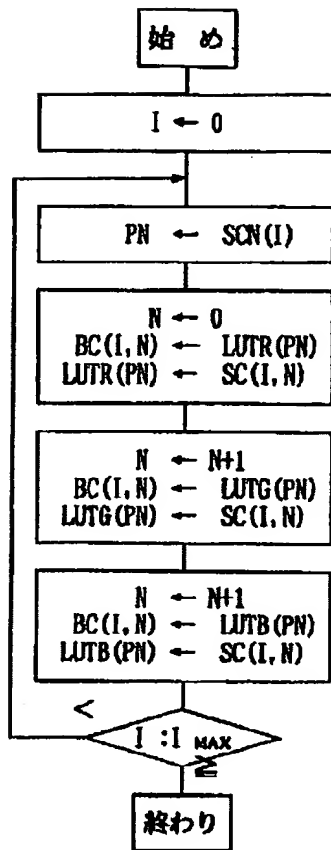 始 め
I ← 0
PN ← SCN(I)
N ← 0
BC(I,N) ← LUTR(PN)
LUTR(PN) ← SC(I,N)
N ← N+1
BC(I,N) ← LUTG(PN)
LUTG(PN) ← SC(I,N)
N ← N+1
BC(I,N) ← LUTB(PN)
LUTB(PN) ← SC(I,N)
<
I :I MAX
≧
終わり